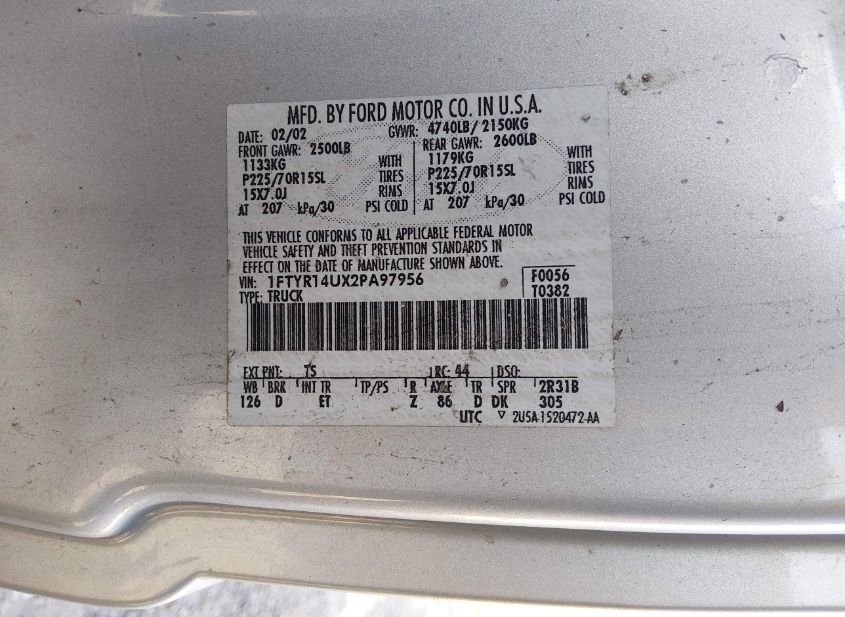 MFD. BY FORD MOTOR CO. IN U.S.A.
DATE: 02/02 GVWR: 4740LB/ 2150KG
FRONT GAWR: 2500LB REAR GAWR: 2600LB
1133KG WITH 1179KG WITH
P225/70R15SL TIRES P225/70R15SL TIRES
15X7.0J RIMS 15X7.0J RIMS
AT 207 kPa/30 PSI COLD AT 207 kPa/30 PSI COLD
THIS VEHICLE CONFORMS TO ALL APPLICABLE FEDERAL MOTOR
VEHICLE SAFETY AND THEFT PREVENTION STANDARDS IN
EFFECT ON THE DATE OF MANUFACTURE SHOWN ABOVE.
VIN: 1FTYR14UX2PA97956 F0056
TYPE: TRUCK T0382
EXT PNT: TS RC: 44 DSO:
WB BRK INT TR TP/PS R AXLE TR SPR 2R31B
126 D ET Z 86 D DK 305
UTC ▽ 2U5A-1520472-AA